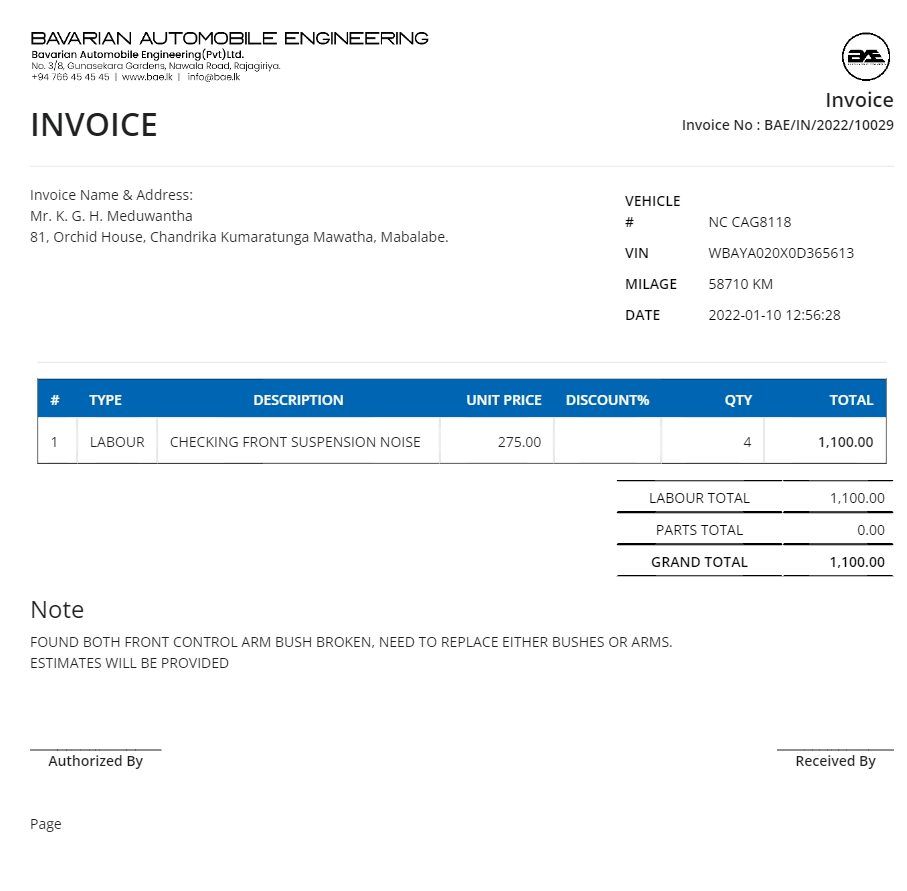 BAVARIAN AUTOMOBILE ENGINEERING
Bavarian Automobile Engineering(Pvt)Ltd.
No. 3/8, Gunasekara Gardens, Nawala Road, Rajagiriya.
+94 766 45 45 45 | www.bae.lk | info@bae.lk
BAE
Invoice
INVOICE
Invoice No : BAE/IN/2022/10029
Invoice Name & Address:
Mr. K. G. H. Meduwantha
81, Orchid House, Chandrika Kumaratunga Mawatha, Mabalabe.
VEHICLE
# NC CAG8118
VIN WBAYA020X0D365613
MILAGE 58710 KM
DATE 2022-01-10 12:56:28
# TYPE DESCRIPTION UNIT PRICE DISCOUNT% QTY TOTAL
1 LABOUR CHECKING FRONT SUSPENSION NOISE 275.00 4 1,100.00
LABOUR TOTAL 1,100.00
PARTS TOTAL 0.00
GRAND TOTAL 1,100.00
Note
FOUND BOTH FRONT CONTROL ARM BUSH BROKEN, NEED TO REPLACE EITHER BUSHES OR ARMS.
ESTIMATES WILL BE PROVIDED
Authorized By Received By
Page